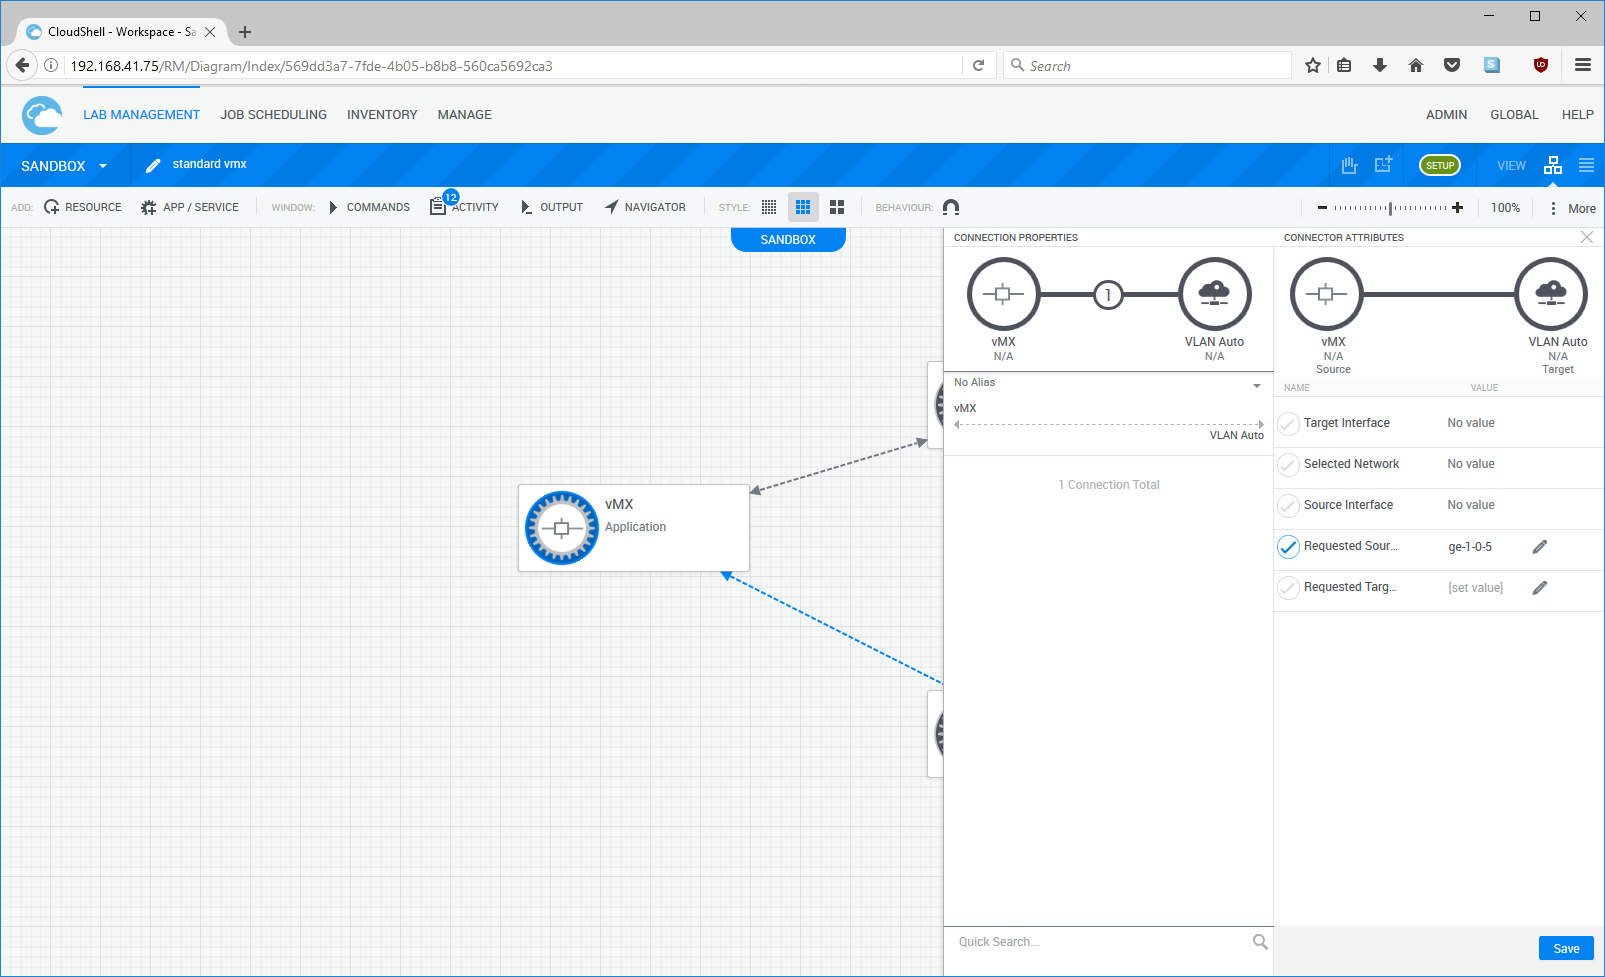 CloudShell - Workspace - Sa
192.168.41.75/RM/Diagram/Index/569dd3a7-7fde-4b05-b8b8-560ca5692ca3
Search
S
LAB MANAGEMENT JOB SCHEDULING INVENTORY MANAGE
ADMIN GLOBAL HELP
SANDBOX
standard vmx
SETUP
VIEW
ADD: RESOURCE APP / SERVICE WINDOW: COMMANDS 12 ACTIVITY OUTPUT NAVIGATOR STYLE: BEHAVIOUR: 100% More
SANDBOX
CONNECTION PROPERTIES
1
vMX
N/A
VLAN Auto
N/A
No Alias
vMX
VLAN Auto
1 Connection Total
Quick Search...
CONNECTOR ATTRIBUTES
vMX
N/A
Source
VLAN Auto
N/A
Target
NAME VALUE
Target Interface No value
Selected Network No value
Source Interface No value
Requested Sour... ge-1-0-5
Requested Targ... [set value]
Save
vMX
Application